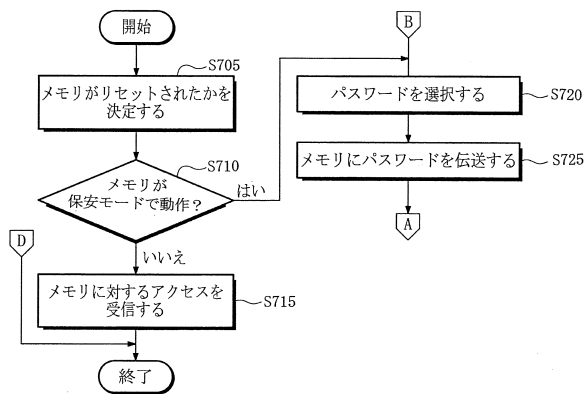 開始
S705
メモリがリセットされたかを
決定する
S710
メモリが
保安モードで動作？
はい
いいえ
D
メモリに対するアクセスを
受信する
S715
終了
B
パスワードを選択する
S720
メモリにパスワードを伝送する
S725
A